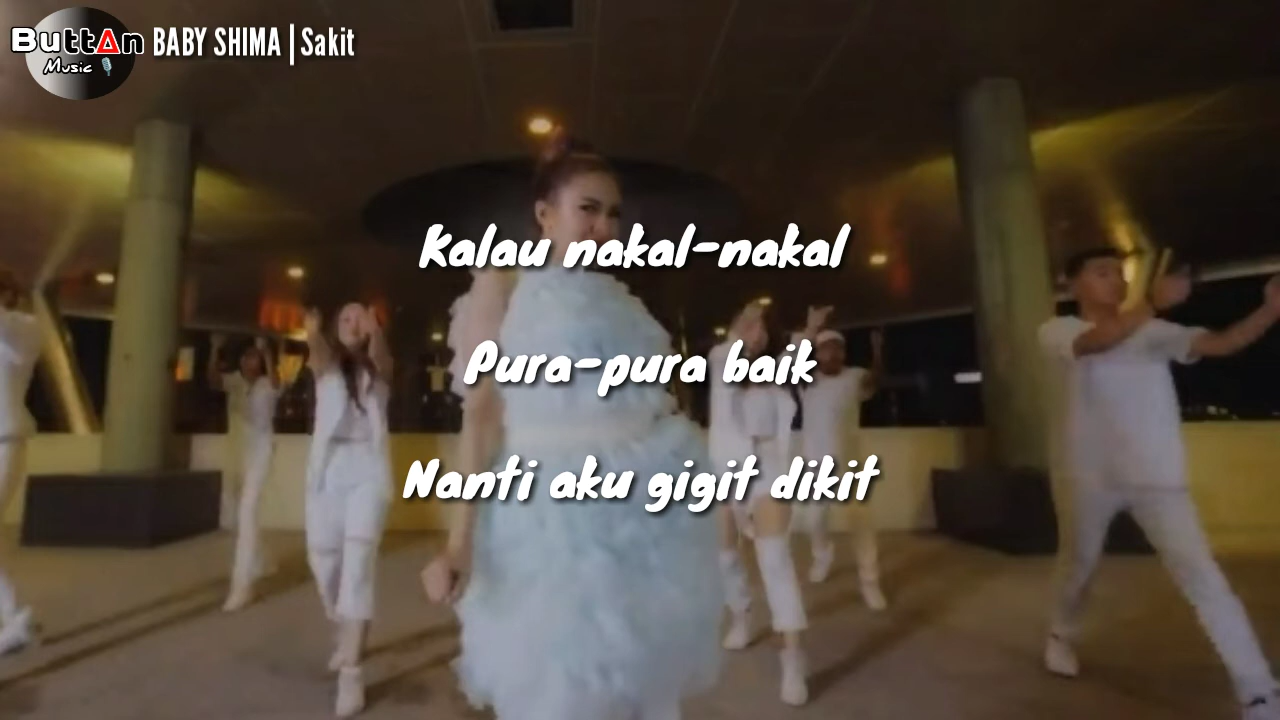 ButtAn
Music
BABY SHIMA | Sakit
Kalau nakal-nakal
Pura-pura baik
Nanti aku gigit dikit